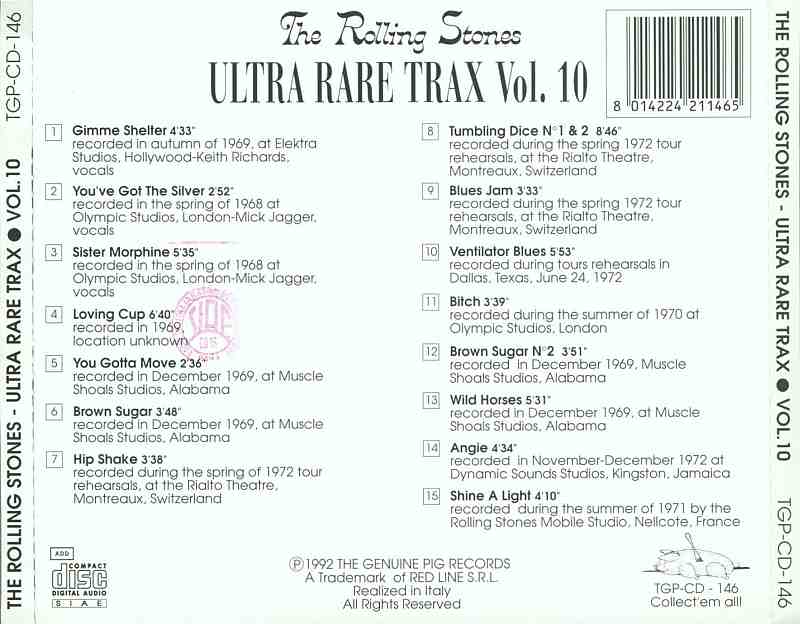 The Rolling Stones
ULTRA RARE TRAX Vol. 10
8 014224 211465
1 Gimme Shelter 4'33"
recorded in autumn of 1969, at Elektra
Studios, Hollywood-Keith Richards,
vocals
2 You've Got The Silver 2'52"
recorded in the spring of 1968 at
Olympic Studios, London-Mick Jagger,
vocals
3 Sister Morphine 5'35"
recorded in the spring of 1968 at
Olympic Studios, London-Mick Jagger,
vocals
4 Loving Cup 6'40"
recorded in 1969,
location unknown
5 You Gotta Move 2'36"
recorded in December 1969, at Muscle
Shoals Studios, Alabama
6 Brown Sugar 3'48"
recorded in December 1969, at Muscle
Shoals Studios, Alabama
7 Hip Shake 3'38"
recorded during the spring of 1972 tour
rehearsals, at the Rialto Theatre,
Montreaux, Switzerland
8 Tumbling Dice N°1 & 2 8'46"
recorded during the spring 1972 tour
rehearsals, at the Rialto Theatre,
Montreaux, Switzerland
9 Blues Jam 3'33"
recorded during the spring 1972 tour
rehearsals, at the Rialto Theatre,
Montreaux, Switzerland
10 Ventilator Blues 5'53"
recorded during tours rehearsals in
Dallas, Texas, June 24, 1972
11 Bitch 3'39"
recorded during the summer of 1970 at
Olympic Studios, London
12 Brown Sugar N°2 3'51"
recorded in December 1969, Muscle
Shoals Studios, Alabama
13 Wild Horses 5'31"
recorded in December 1969, at Muscle
Shoals Studios, Alabama
14 Angie 4'34"
recorded in November-December 1972 at
Dynamic Sounds Studios, Kingston, Jamaica
15 Shine A Light 4'10"
recorded during the summer of 1971 by the
Rolling Stones Mobile Studio, Nellcote, France
ADD
COMPACT
disc
DIGITAL AUDIO
SIAE
℗1992 THE GENUINE PIG RECORDS
A Trademark of RED LINE S.R.L.
Realized in Italy
All Rights Reserved
TGP-CD - 146
Collect'em all!
THE ROLLING STONES - ULTRA RARE TRAX ● VOL.10 TGP-CD-146
THE ROLLING STONES - ULTRA RARE TRAX ● VOL.10 TGP-CD-146